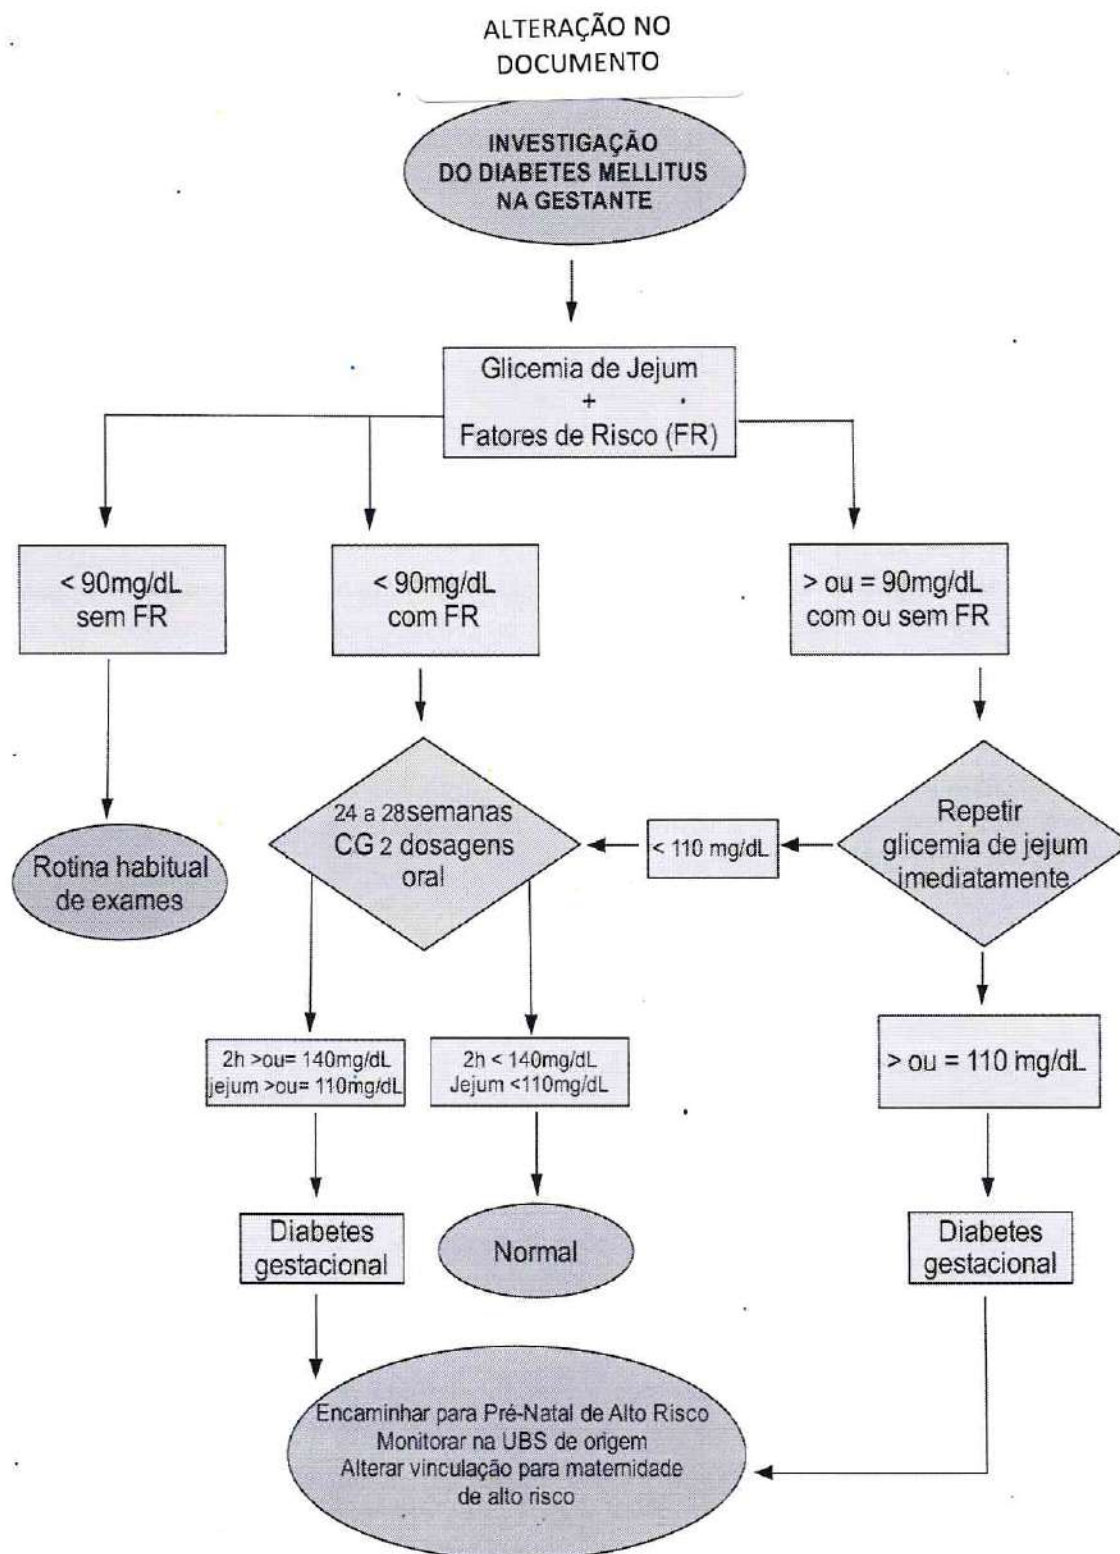 ALTERAÇÃO NO
DOCUMENTO
INVESTIGAÇÃO
DO DIABETES MELLITUS
NA GESTANTE
Glicemia de Jejum
+
Fatores de Risco (FR)
< 90mg/dL
sem FR
< 90mg/dL
com FR
> ou = 90mg/dL
com ou sem FR
Rotina habitual
de exames
24 a 28semanas
CG 2 dosagens
oral
< 110 mg/dL
Repetir
glicemia de jejum
imediatamente
2h >ou= 140mg/dL
jejum >ou= 110mg/dL
2h < 140mg/dL
Jejum <110mg/dL
> ou = 110 mg/dL
Diabetes
gestacional
Normal
Diabetes
gestacional
Encaminhar para Pré-Natal de Alto Risco
Monitorar na UBS de origem
Alterar vinculação para maternidade
de alto risco